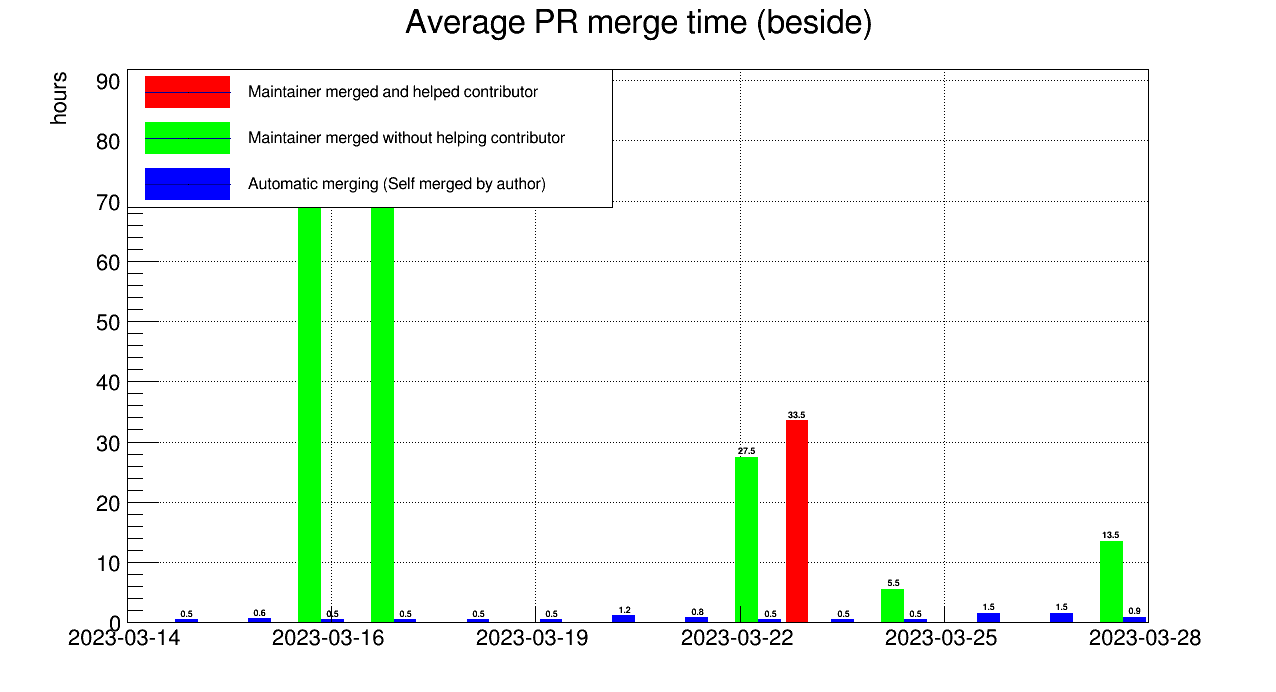 Average PR merge time (beside)
hours
90
80
70
60
50
40
30
20
10
0
Maintainer merged and helped contributor
Maintainer merged without helping contributor
Automatic merging (Self merged by author)
0.5 0.6 0.5 0.5 0.5 0.5 1.2 0.8 27.5 0.5 33.5 0.5 5.5 0.5 1.5 1.5 13.5 0.9
2023-03-14 2023-03-16 2023-03-19 2023-03-22 2023-03-25 2023-03-28